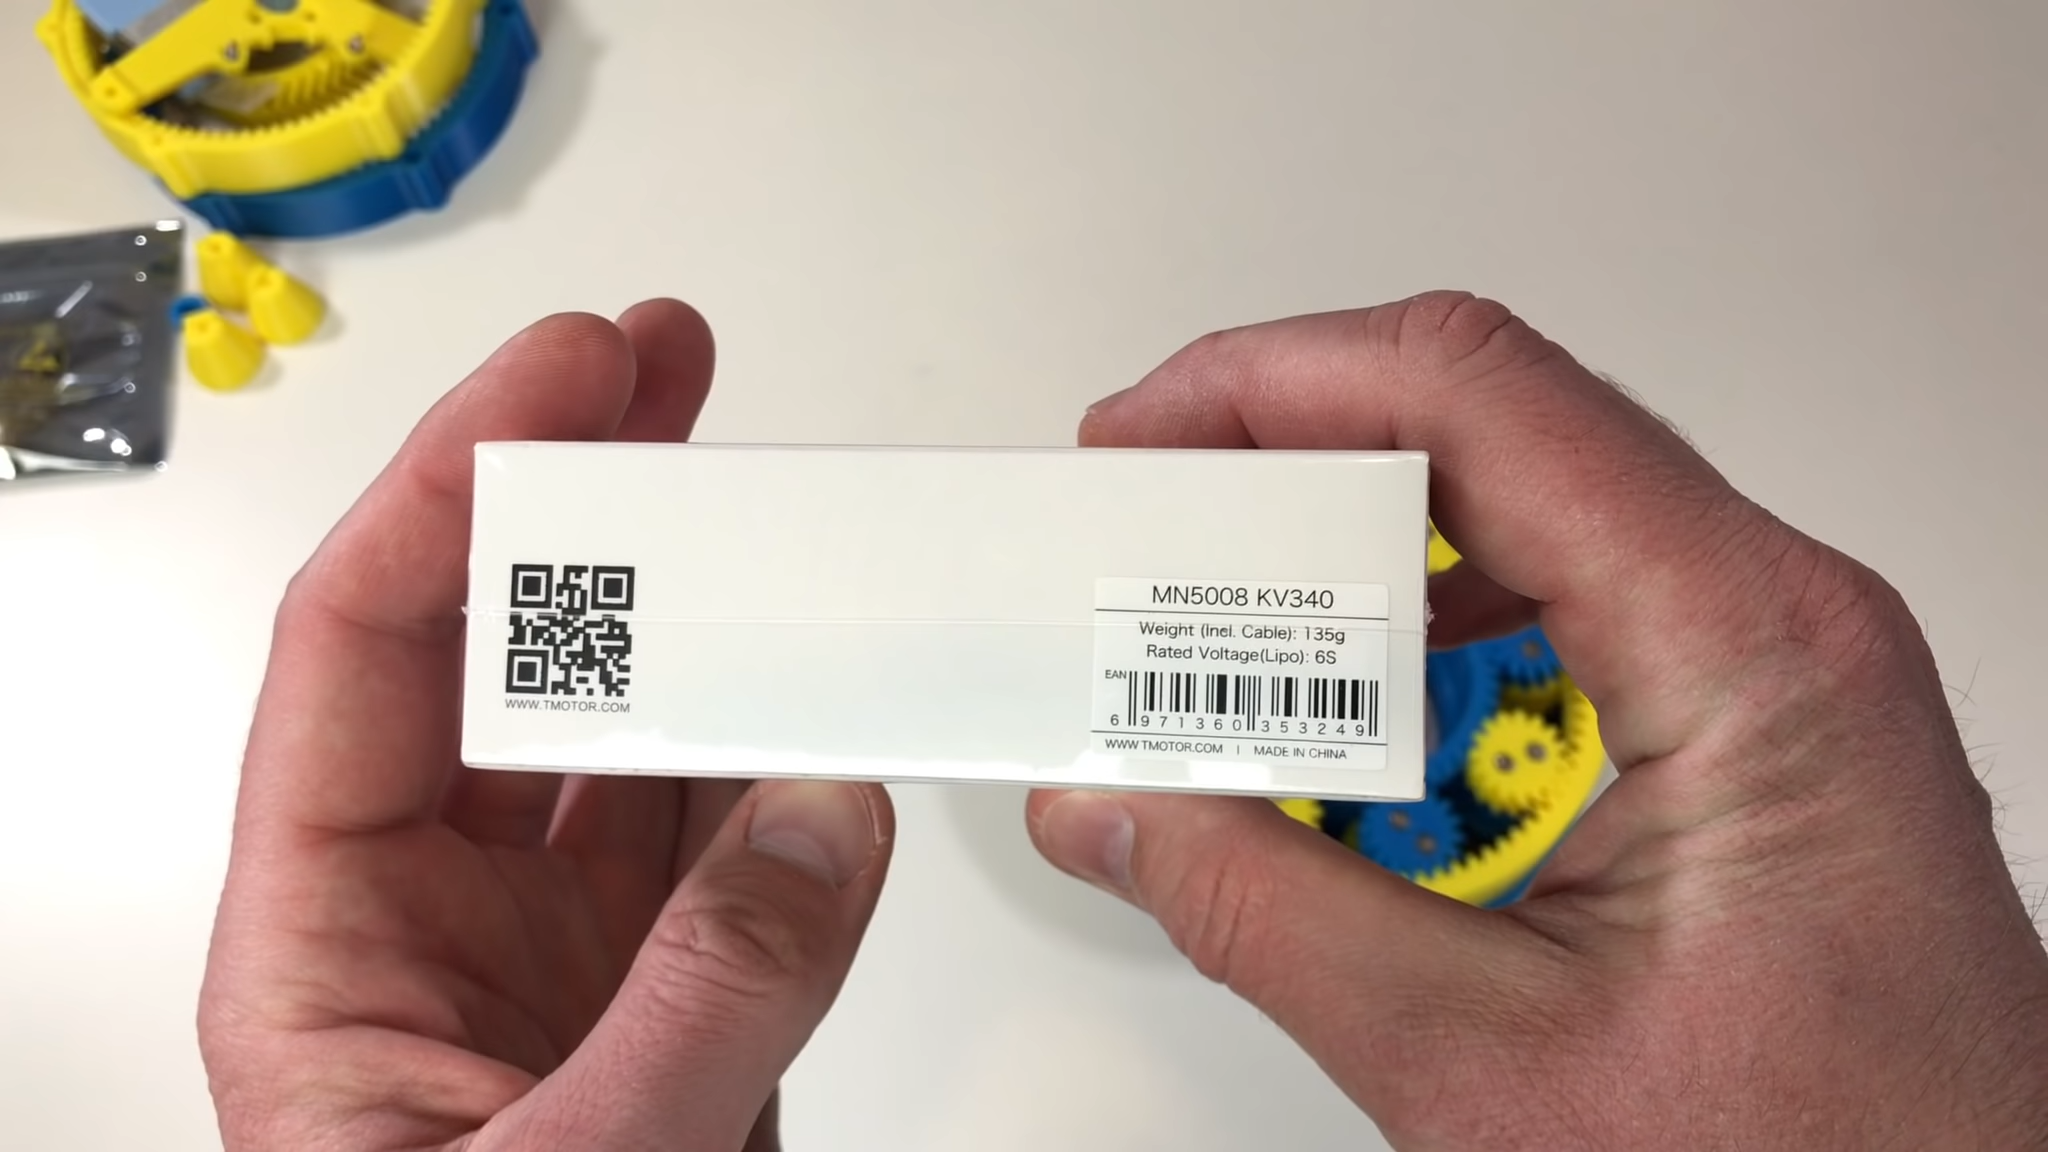 WWW.TMOTOR.COM
MN5008 KV340
Weight (Incl. Cable): 135g
Rated Voltage(Lipo): 6S
EAN
6 971360 353249
WWW.TMOTOR.COM | MADE IN CHINA